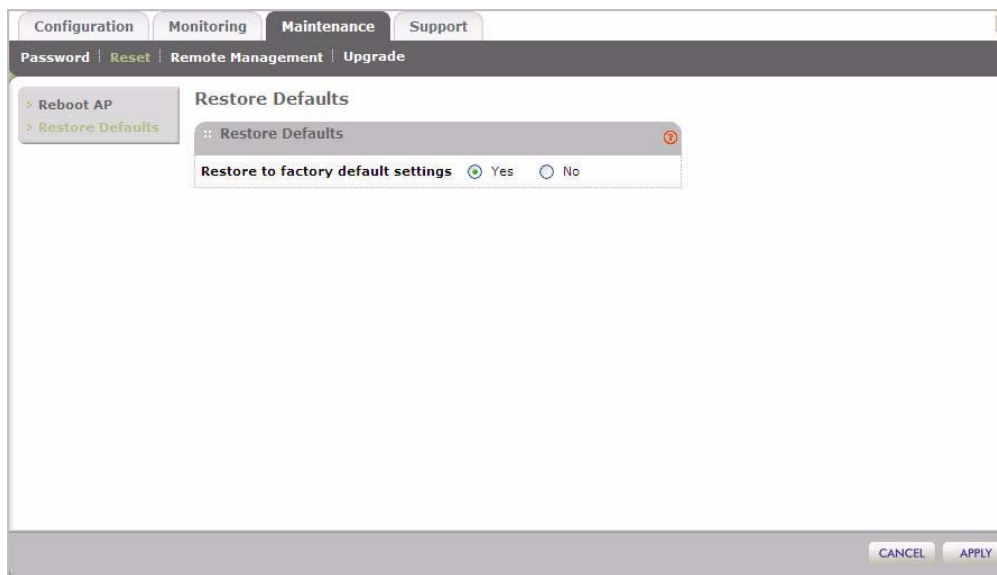 Configuration Monitoring Maintenance Support
Password Reset Remote Management Upgrade
> Reboot AP
> Restore Defaults
Restore Defaults
:: Restore Defaults ?
Restore to factory default settings Yes No
CANCEL APPLY